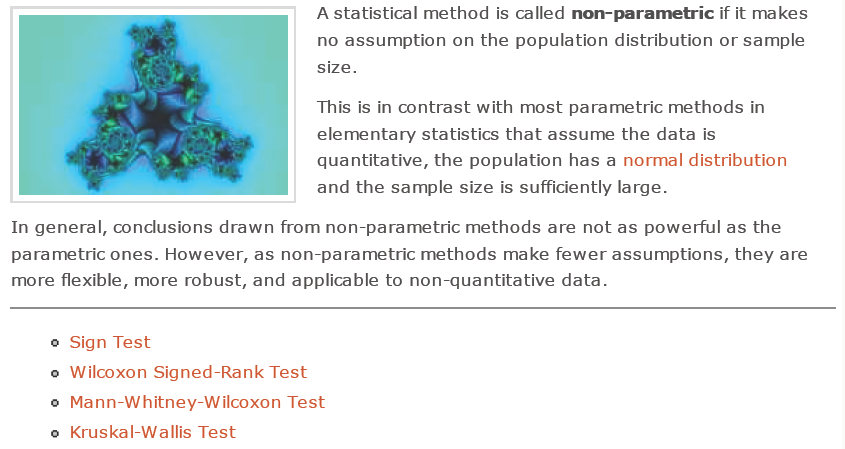 A statistical method is called non-parametric if it makes
no assumption on the population distribution or sample
size.
This is in contrast with most parametric methods in
elementary statistics that assume the data is
quantitative, the population has a normal distribution
and the sample size is sufficiently large.
In general, conclusions drawn from non-parametric methods are not as powerful as the
parametric ones. However, as non-parametric methods make fewer assumptions, they are
more flexible, more robust, and applicable to non-quantitative data.
Sign Test
Wilcoxon Signed-Rank Test
Mann-Whitney-Wilcoxon Test
Kruskal-Wallis Test